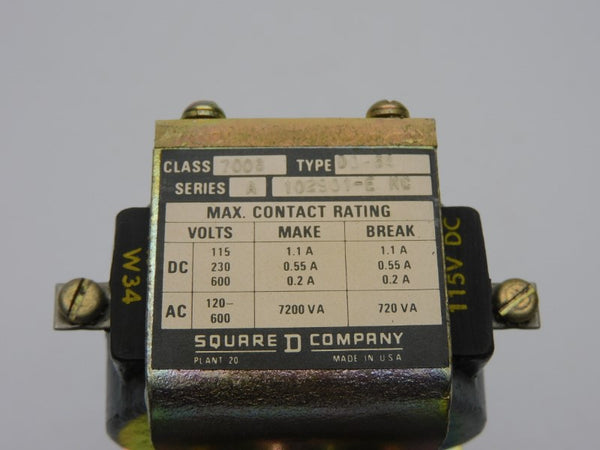 CLASS TYPE
SERIES A
MAX. CONTACT RATING
VOLTS MAKE BREAK
DC 115 1.1 A 1.1 A
230 0.55 A 0.55 A
600 0.2 A 0.2 A
AC 120–600 7200 VA 720 VA
SQUARE D COMPANY
PLANT 20 MADE IN U.S.A
W34
115V DC